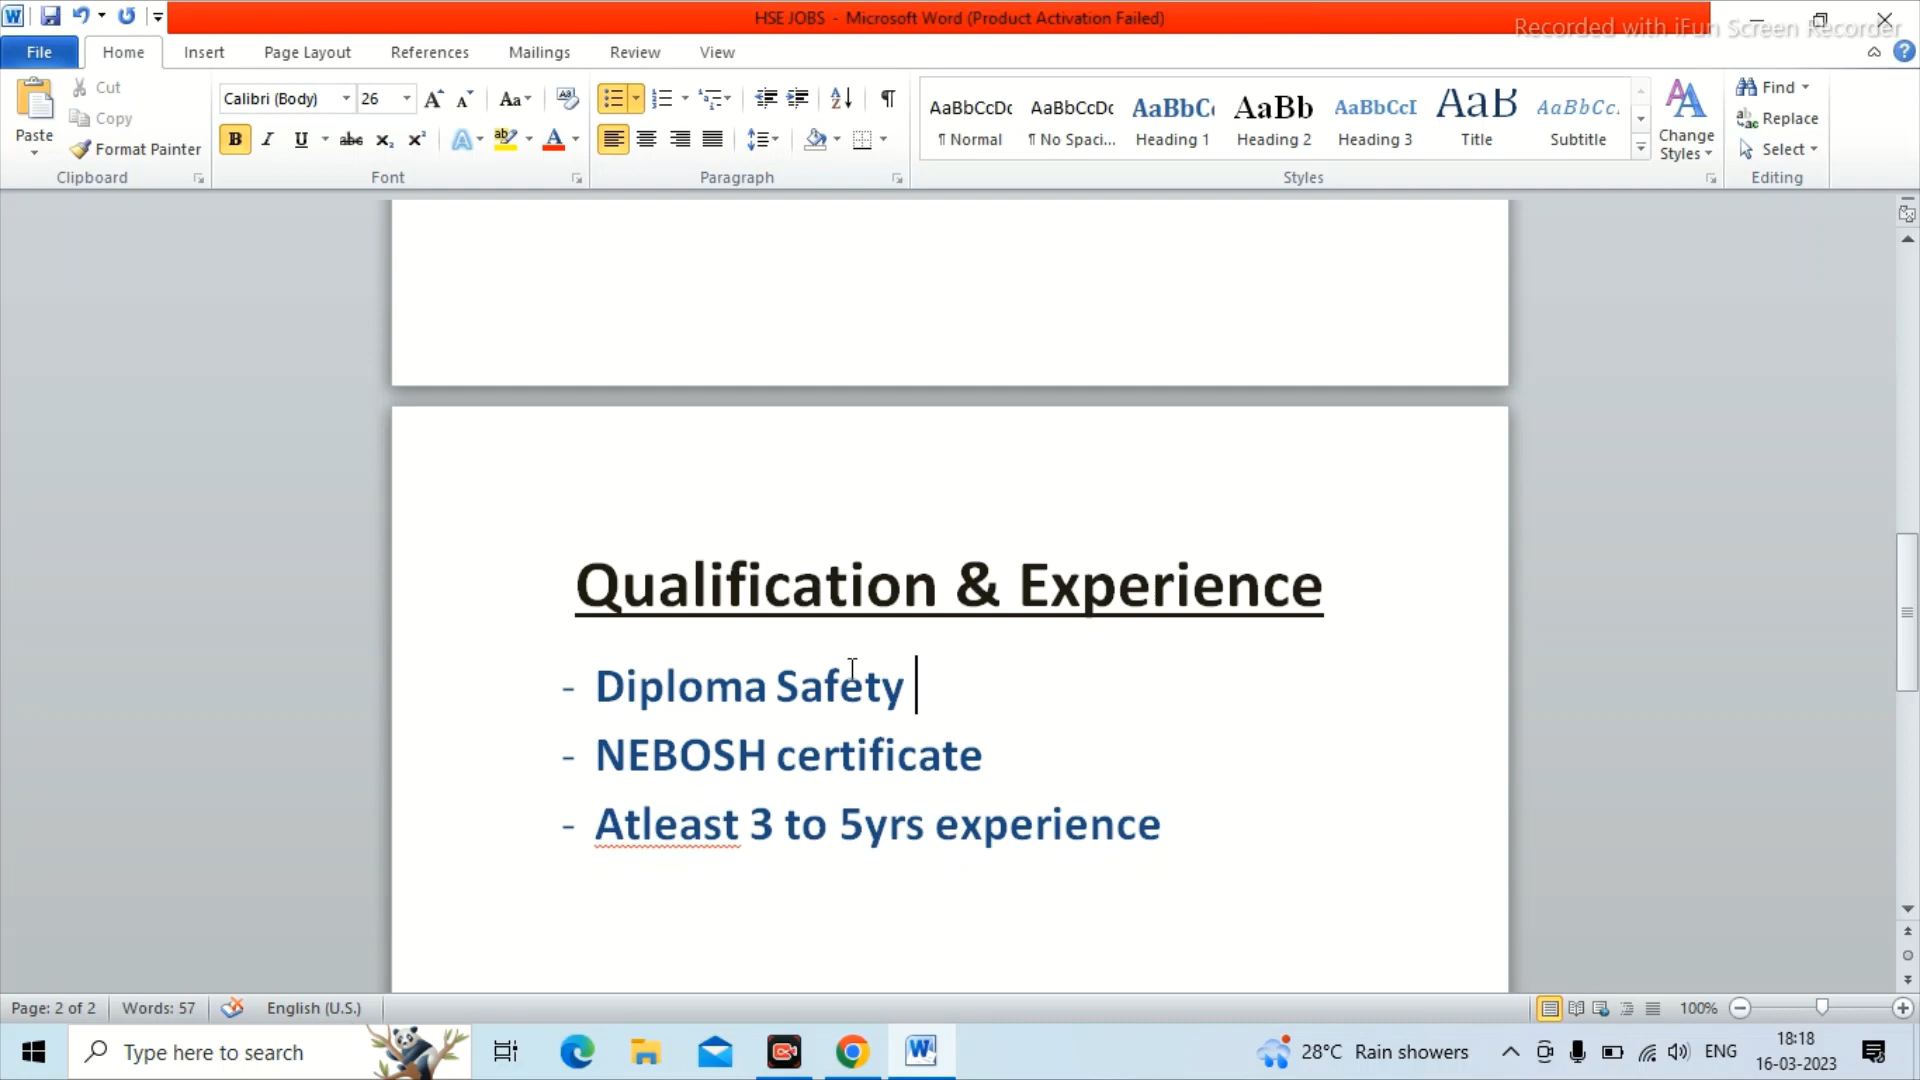 HSE JOBS - Microsoft Word (Product Activation Failed)
Recorded with iFun Screen Recorder
File Home Insert Page Layout References Mailings Review View
Paste
Cut
Copy
Format Painter
Clipboard
Calibri (Body) 26
Font
Paragraph
AaBbCcDc AaBbCcDc AaBbC AaBb AaBbCcI AaB AaBbCc.
¶ Normal ¶ No Spaci... Heading 1 Heading 2 Heading 3 Title Subtitle
Change Styles
Styles
Find
Replace
Select
Editing
Qualification & Experience
- Diploma Safety
- NEBOSH certificate
- Atleast 3 to 5yrs experience
Page: 2 of 2 Words: 57 English (U.S.) 100%
Type here to search
28°C Rain showers ENG
18:18
16-03-2023